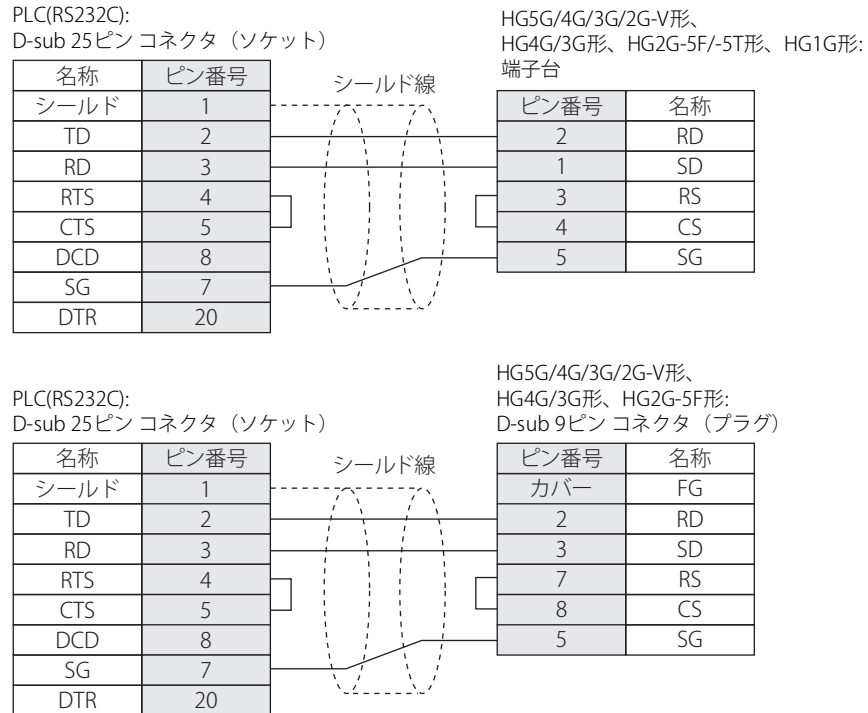 PLC(RS232C):
D-sub 25ピン コネクタ（ソケット）
HG5G/4G/3G/2G-V形、
HG4G/3G形、HG2G-5F/-5T形、HG1G形:
端子台
シールド線
名称 ピン番号
シールド 1
TD 2
RD 3
RTS 4
CTS 5
DCD 8
SG 7
DTR 20
ピン番号 名称
2 RD
1 SD
3 RS
4 CS
5 SG
PLC(RS232C):
D-sub 25ピン コネクタ（ソケット）
HG5G/4G/3G/2G-V形、
HG4G/3G形、HG2G-5F形:
D-sub 9ピン コネクタ（プラグ）
シールド線
名称 ピン番号
シールド 1
TD 2
RD 3
RTS 4
CTS 5
DCD 8
SG 7
DTR 20
ピン番号 名称
カバー FG
2 RD
3 SD
7 RS
8 CS
5 SG